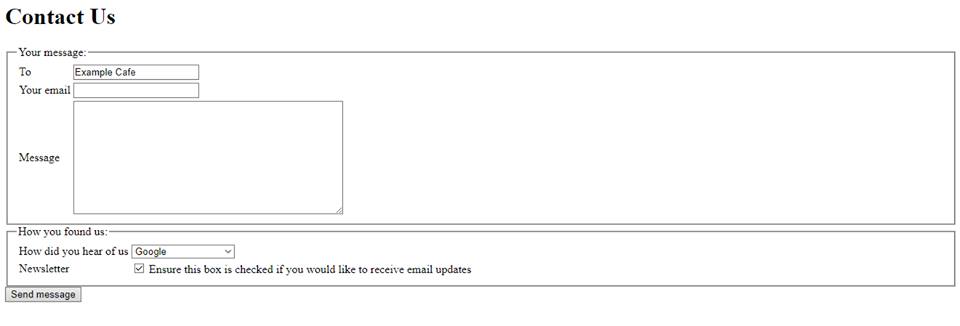 Contact Us
Your message:
To Example Cafe
Your email
Message
How you found us:
How did you hear of us Google
Newsletter Ensure this box is checked if you would like to receive email updates
Send message